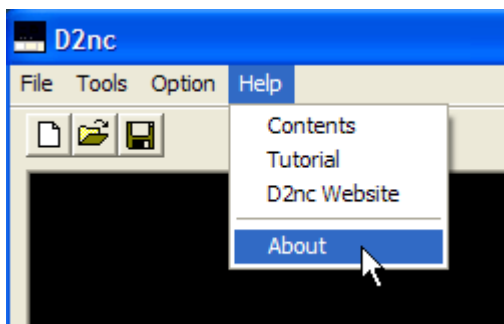 D2nc
File Tools Option Help
Contents
Tutorial
D2nc Website
About